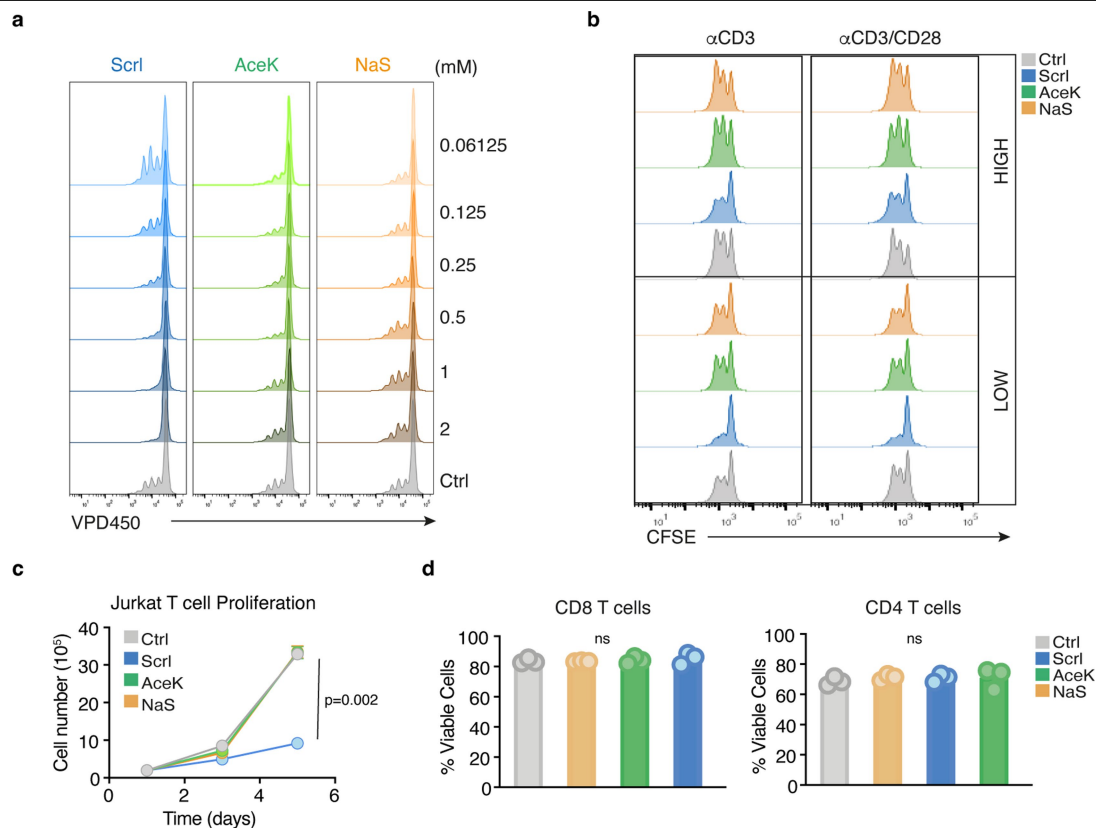 a
Scrl AceK NaS (mM)
0.06125
0.125
0.25
0.5
1
2
Ctrl
VPD450
b
αCD3 αCD3/CD28
Ctrl
Scrl
AceK
NaS
HIGH
LOW
10¹ 10³ 10⁵ 10¹ 10³ 10⁵
CFSE
c
Jurkat T cell Proliferation
Cell number (10⁵)
40
30
20
10
0
Ctrl
Scrl
AceK
NaS
p=0.002
0 2 4 6
Time (days)
d
CD8 T cells
% Viable Cells
100
80
60
40
20
0
ns
CD4 T cells
% Viable Cells
100
80
60
40
20
0
ns
Ctrl
Scrl
AceK
NaS